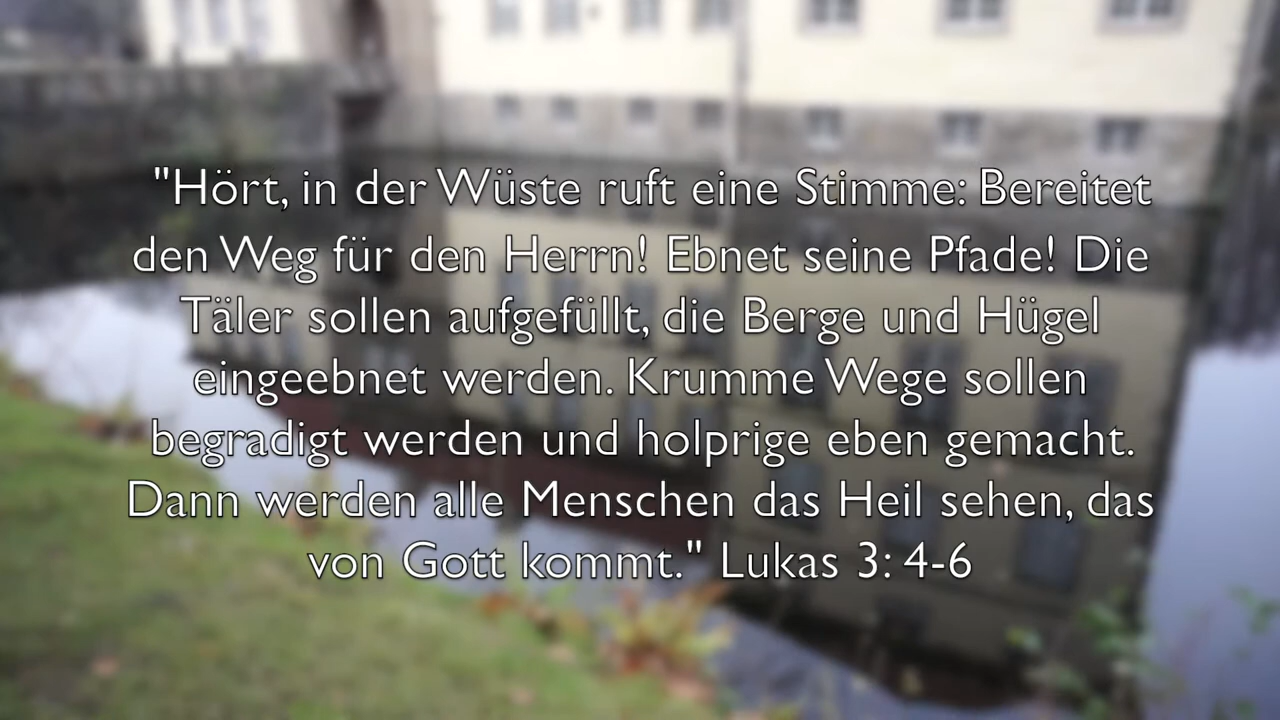 "Hört, in der Wüste ruft eine Stimme: Bereitet
den Weg für den Herrn! Ebnet seine Pfade! Die
Täler sollen aufgefüllt, die Berge und Hügel
eingeebnet werden. Krumme Wege sollen
begradigt werden und holprige eben gemacht.
Dann werden alle Menschen das Heil sehen, das
von Gott kommt." Lukas 3: 4-6